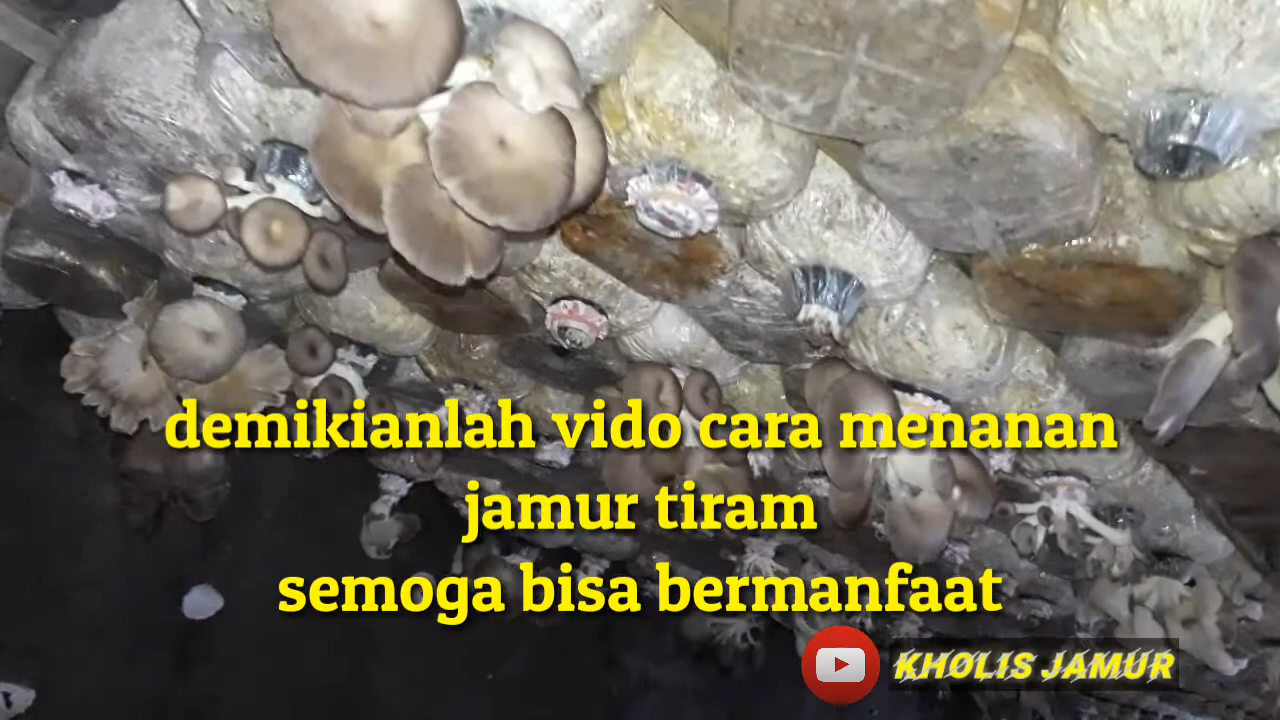 demikianlah vido cara menanan
jamur tiram
semoga bisa bermanfaat
KHOLIS JAMUR